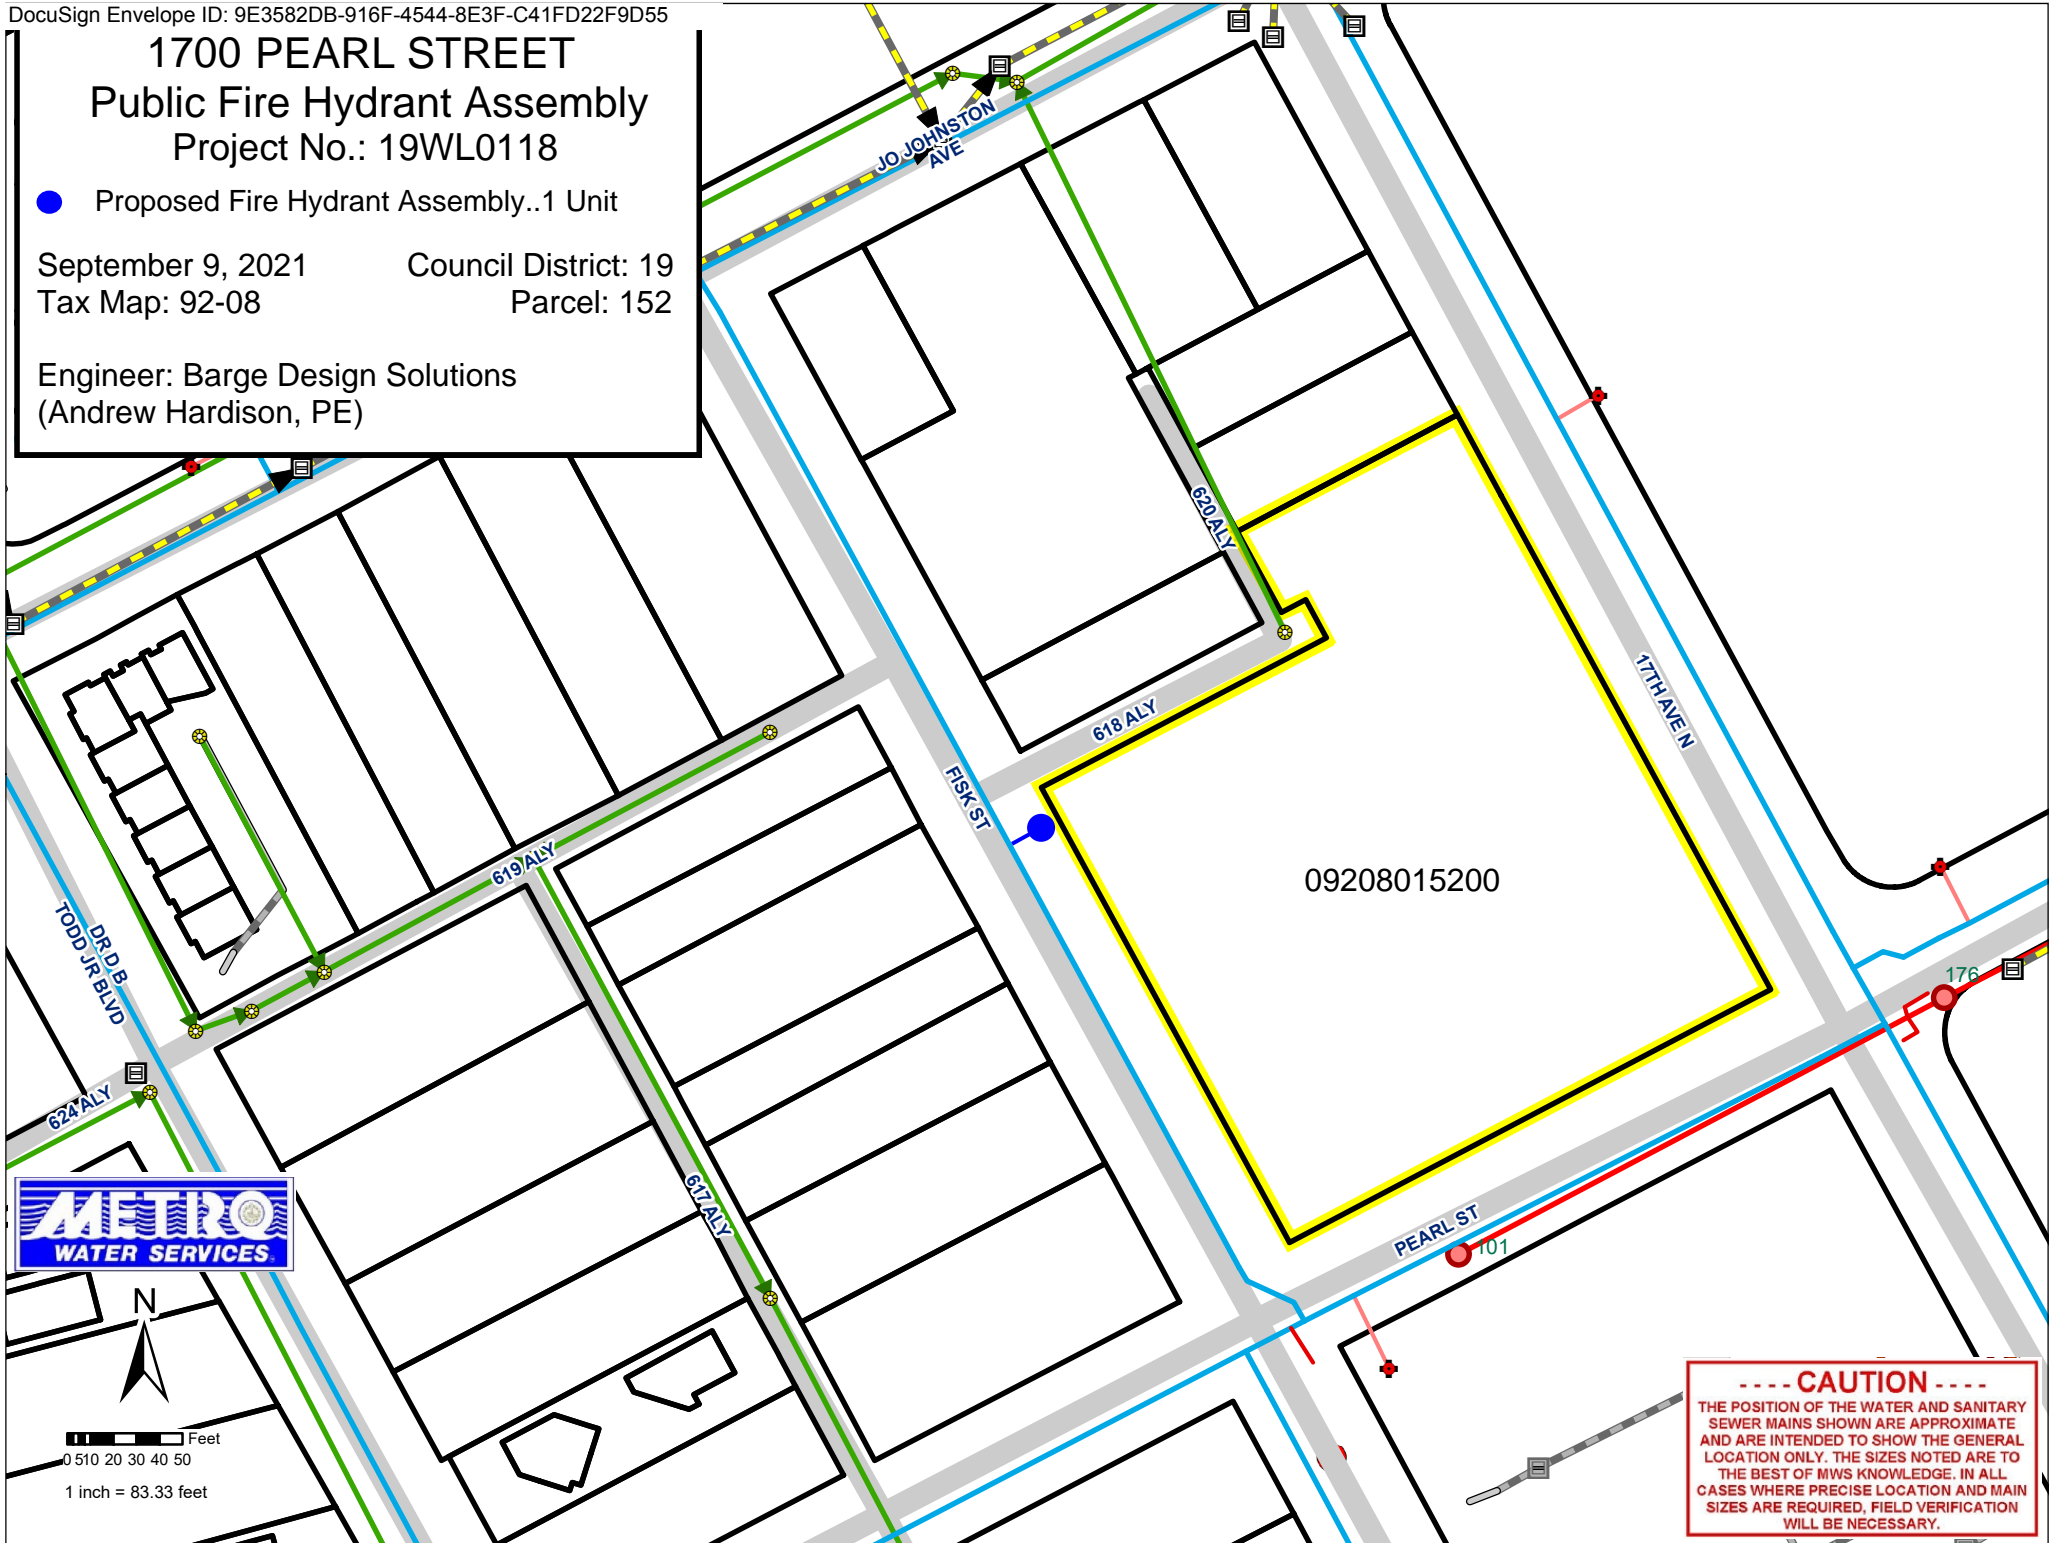 DocuSign Envelope ID: 9E3582DB-916F-4544-8E3F-C41FD22F9D55
1700 PEARL STREET
Public Fire Hydrant Assembly
Project No.: 19WL0118
Proposed Fire Hydrant Assembly..1 Unit
September 9, 2021
Council District: 19
Tax Map: 92-08
Parcel: 152
Engineer: Barge Design Solutions
(Andrew Hardison, PE)
JO JOHNSTON
AVE
620 ALY
17TH AVE N
618 ALY
FISK ST
09208015200
619 ALY
DR D B
TODD JR BLVD
176
624 ALY
617 ALY
PEARL ST
101
METRO
WATER SERVICES
N
Feet
0 510 20 30 40 50
1 inch = 83.33 feet
- - - - CAUTION - - - -
THE POSITION OF THE WATER AND SANITARY
SEWER MAINS SHOWN ARE APPROXIMATE
AND ARE INTENDED TO SHOW THE GENERAL
LOCATION ONLY. THE SIZES NOTED ARE TO
THE BEST OF MWS KNOWLEDGE. IN ALL
CASES WHERE PRECISE LOCATION AND MAIN
SIZES ARE REQUIRED, FIELD VERIFICATION
WILL BE NECESSARY.